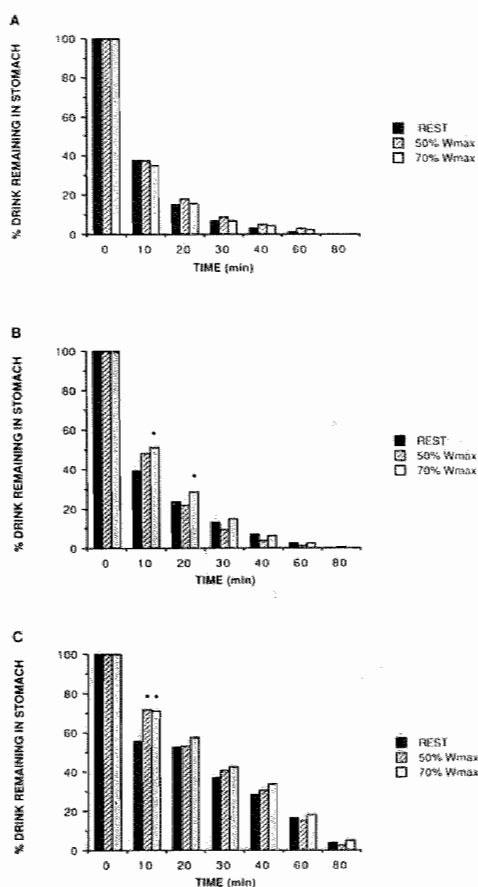 A
% DRINK REMAINING IN STOMACH
100
80
60
40
20
0
0 10 20 30 40 60 80
TIME (min)
REST
50% Wmax
70% Wmax
B
% DRINK REMAINING IN STOMACH
100
80
60
40
20
0
* *
0 10 20 30 40 60 80
TIME (min)
REST
50% Wmax
70% Wmax
C
% DRINK REMAINING IN STOMACH
100
80
60
40
20
0
* *
0 10 20 30 40 60 80
TIME (min)
REST
50% Wmax
70% Wmax